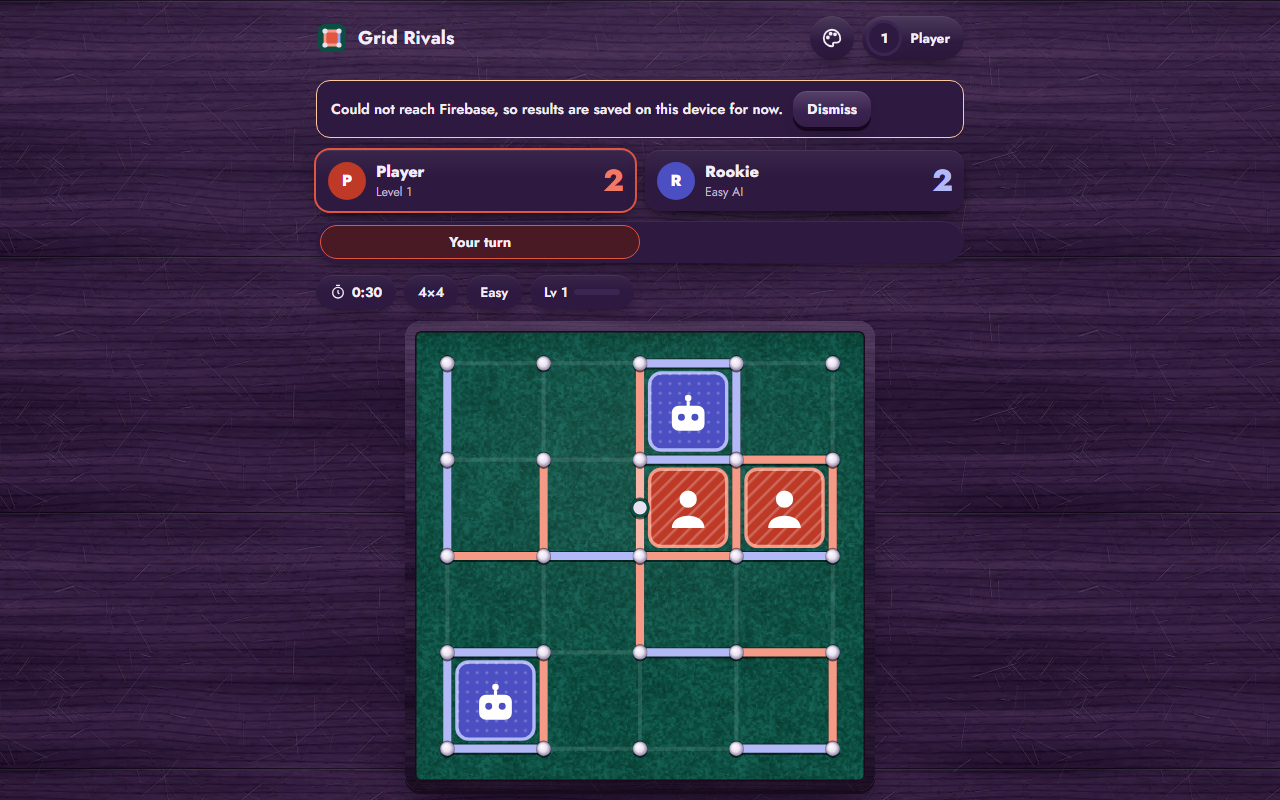 Grid Rivals
1 Player
Could not reach Firebase, so results are saved on this device for now. Dismiss
P Player 2
Level 1
R Rookie 2
Easy AI
Your turn
0:30 4×4 Easy Lv 1